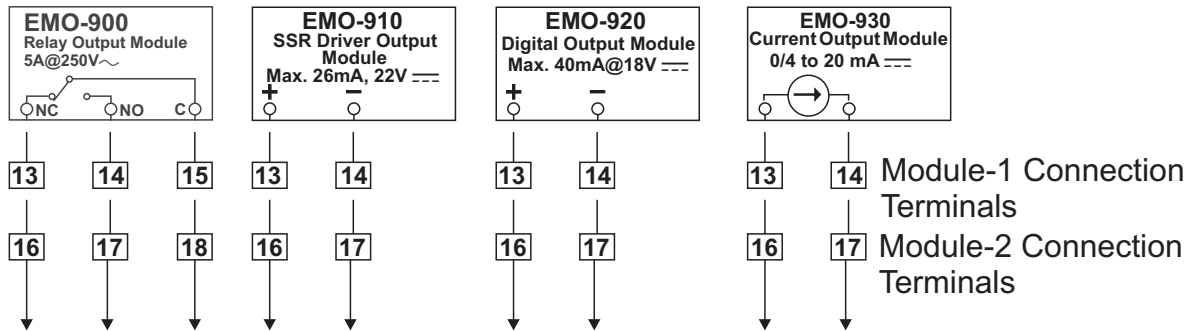 EMO-900
Relay Output Module
5A@250V
NC NO C
EMO-910
SSR Driver Output
Module
Max. 26mA, 22V
+ −
EMO-920
Digital Output Module
Max. 40mA@18V
+ −
EMO-930
Current Output Module
0/4 to 20 mA
13 14 15 13 14 13 14 13 14 Module-1 Connection
Terminals
16 17 18 16 17 16 17 16 17 Module-2 Connection
Terminals